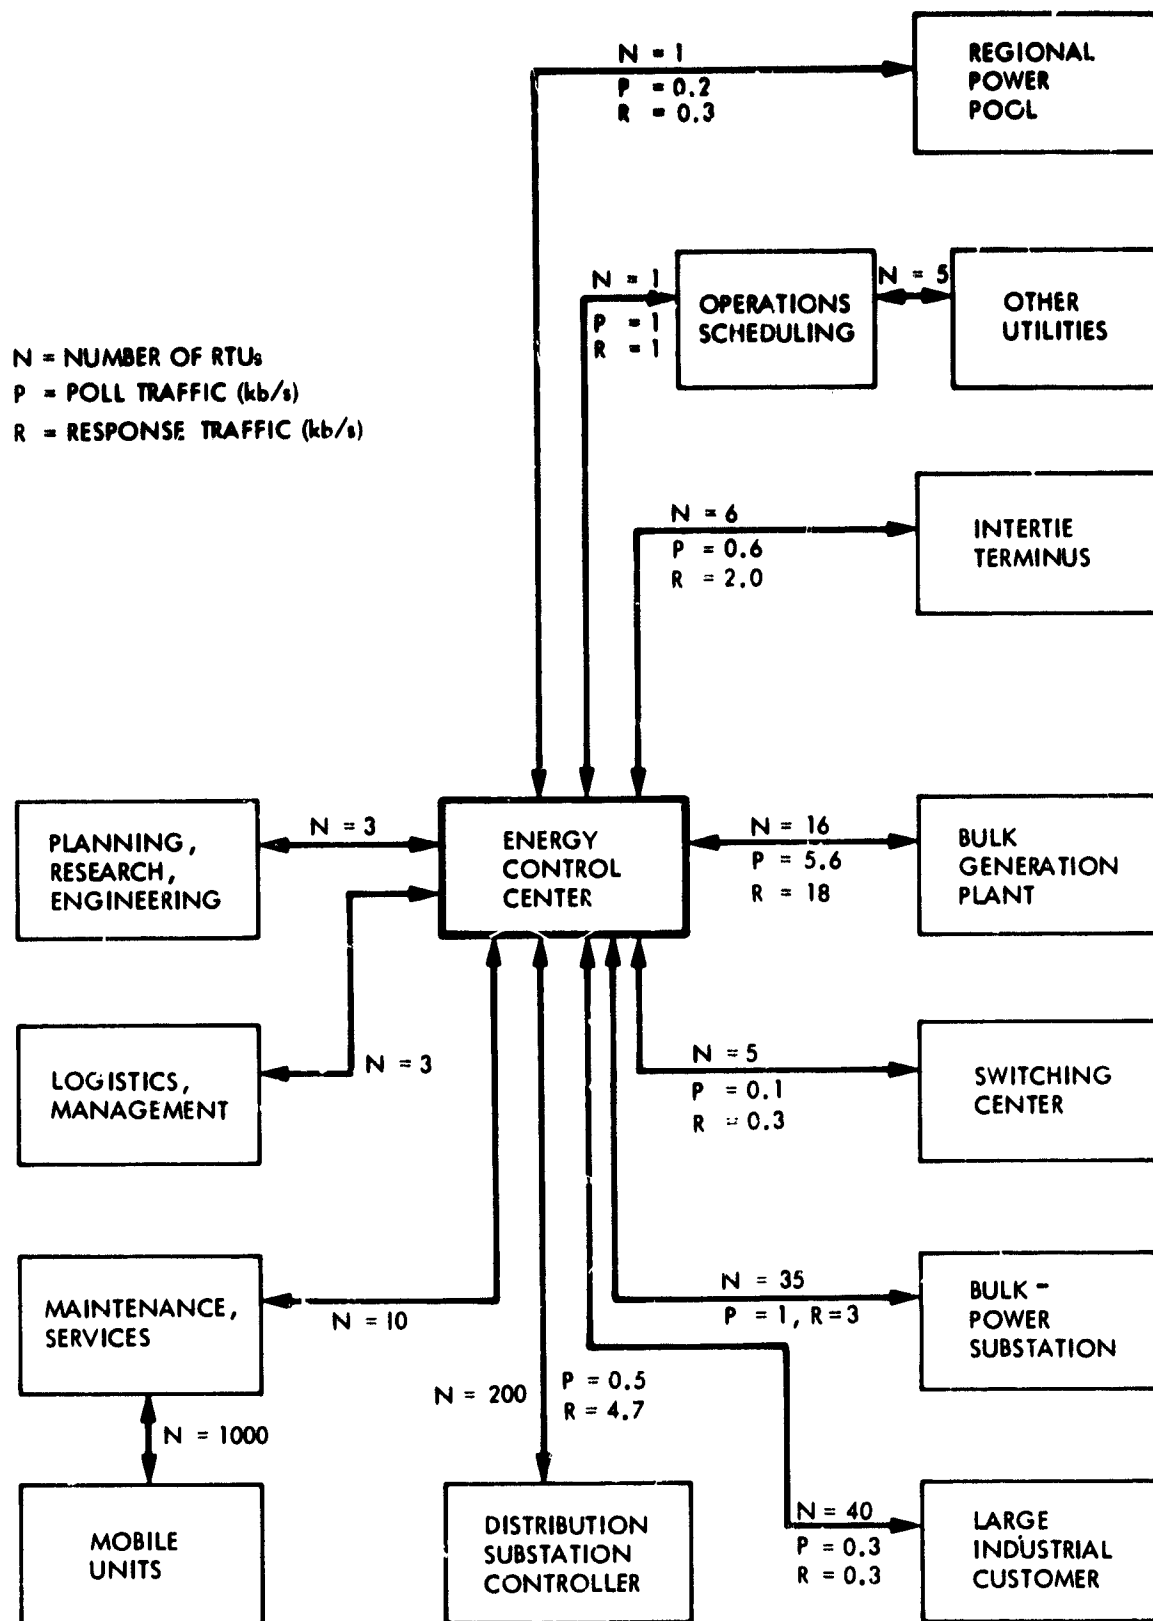 N = 1
P = 0.2
R = 0.3
REGIONAL
POWER
POOL
N = 1
P = 1
R = 1
OPERATIONS
SCHEDULING
N = 5
OTHER
UTILITIES
N = NUMBER OF RTUs
P = POLL TRAFFIC (kb/s)
R = RESPONSE TRAFFIC (kb/s)
N = 6
P = 0.6
R = 2.0
INTERTIE
TERMINUS
PLANNING,
RESEARCH,
ENGINEERING
N = 3
ENERGY
CONTROL
CENTER
N = 16
P = 5.6
R = 18
BULK
GENERATION
PLANT
LOGISTICS,
MANAGEMENT
N = 3
N = 5
P = 0.1
R = 0.3
SWITCHING
CENTER
MAINTENANCE,
SERVICES
N = 10
N = 35
P = 1, R = 3
BULK -
POWER
SUBSTATION
N = 200
P = 0.5
R = 4.7
N = 1000
MOBILE
UNITS
DISTRIBUTION
SUBSTATION
CONTROLLER
N = 40
P = 0.3
R = 0.3
LARGE
INDUSTRIAL
CUSTOMER